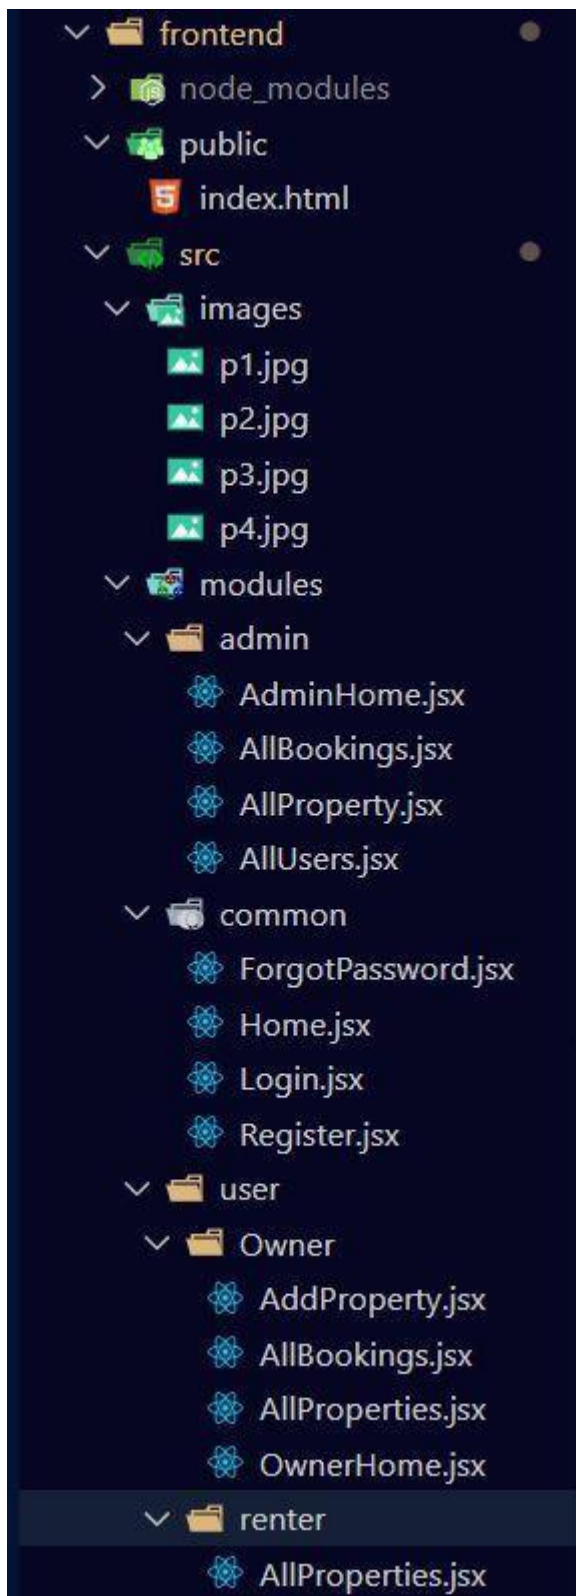 frontend
node_modules
public
index.html
src
images
p1.jpg
p2.jpg
p3.jpg
p4.jpg
modules
admin
AdminHome.jsx
AllBookings.jsx
AllProperty.jsx
AllUsers.jsx
common
ForgotPassword.jsx
Home.jsx
Login.jsx
Register.jsx
user
Owner
AddProperty.jsx
AllBookings.jsx
AllProperties.jsx
OwnerHome.jsx
renter
AllProperties.jsx